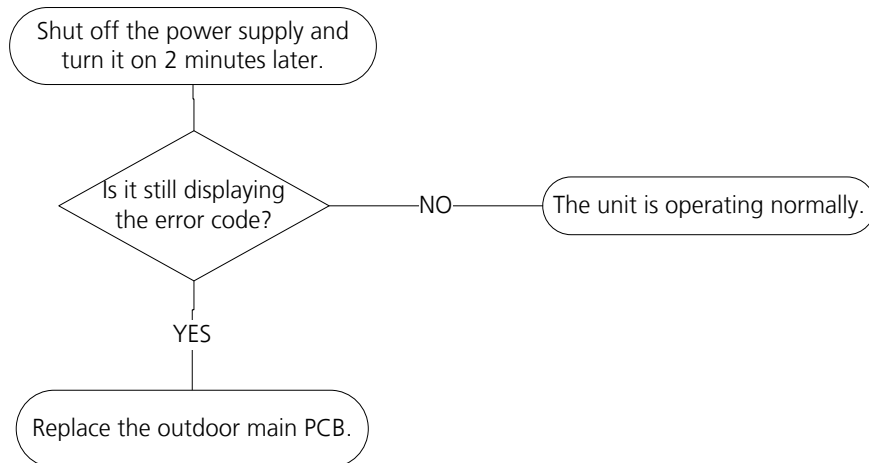 Shut off the power supply and
turn it on 2 minutes later.
Is it still displaying
the error code?
NO
The unit is operating normally.
YES
Replace the outdoor main PCB.